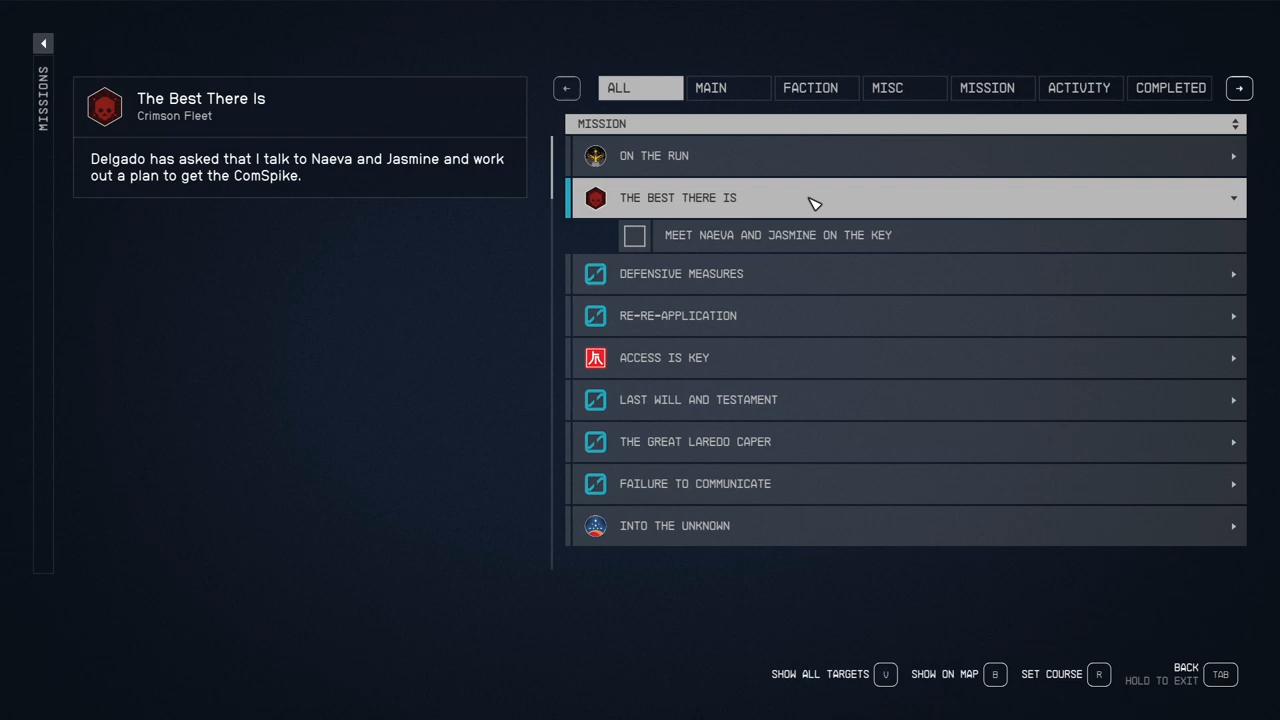 MISSIONS
The Best There Is
Crimson Fleet
Delgado has asked that I talk to Naeva and Jasmine and work
out a plan to get the ComSpike.
ALL
MAIN
FACTION
MISC
MISSION
ACTIVITY
COMPLETED
MISSION
ON THE RUN
THE BEST THERE IS
MEET NAEVA AND JASMINE ON THE KEY
DEFENSIVE MEASURES
RE-RE-APPLICATION
ACCESS IS KEY
LAST WILL AND TESTAMENT
THE GREAT LAREDO CAPER
FAILURE TO COMMUNICATE
INTO THE UNKNOWN
SHOW ALL TARGETS V
SHOW ON MAP B
SET COURSE R
BACK TAB
HOLD TO EXIT